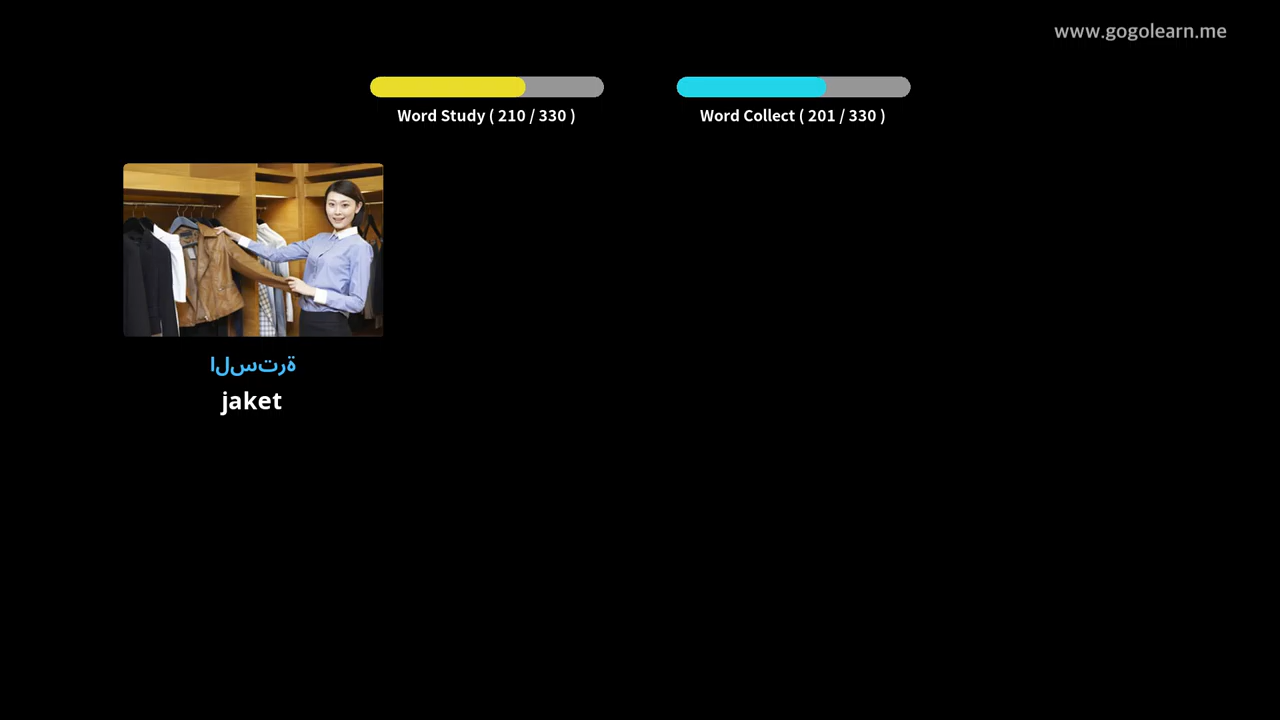 www.gogolearn.me
Word Study ( 210 / 330 )
Word Collect ( 201 / 330 )
السترة
jaket